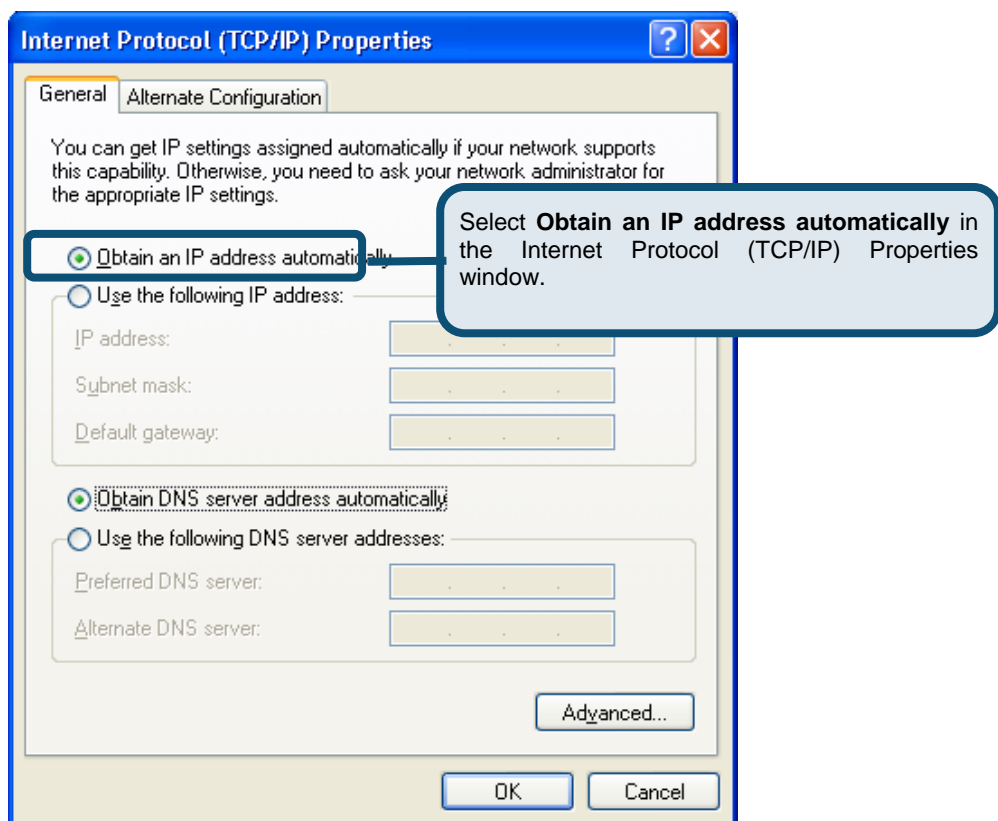 Internet Protocol (TCP/IP) Properties
General
Alternate Configuration
You can get IP settings assigned automatically if your network supports
this capability. Otherwise, you need to ask your network administrator for
the appropriate IP settings.
Select Obtain an IP address automatically in
the Internet Protocol (TCP/IP) Properties
window.
Obtain an IP address automatically
Use the following IP address:
IP address:
Subnet mask:
Default gateway:
Obtain DNS server address automatically
Use the following DNS server addresses:
Preferred DNS server:
Alternate DNS server:
Advanced...
OK
Cancel